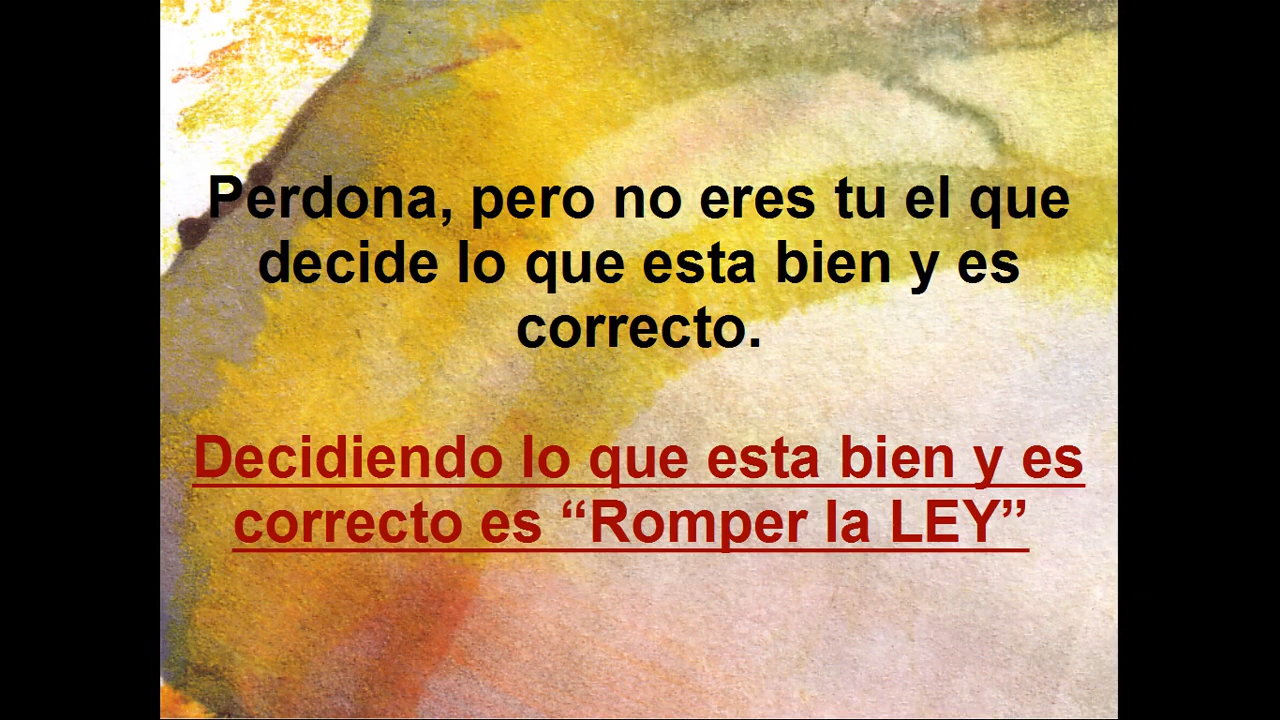 Perdona, pero no eres tu el que
decide lo que esta bien y es
correcto.
Decidiendo lo que esta bien y es
correcto es “Romper la LEY”